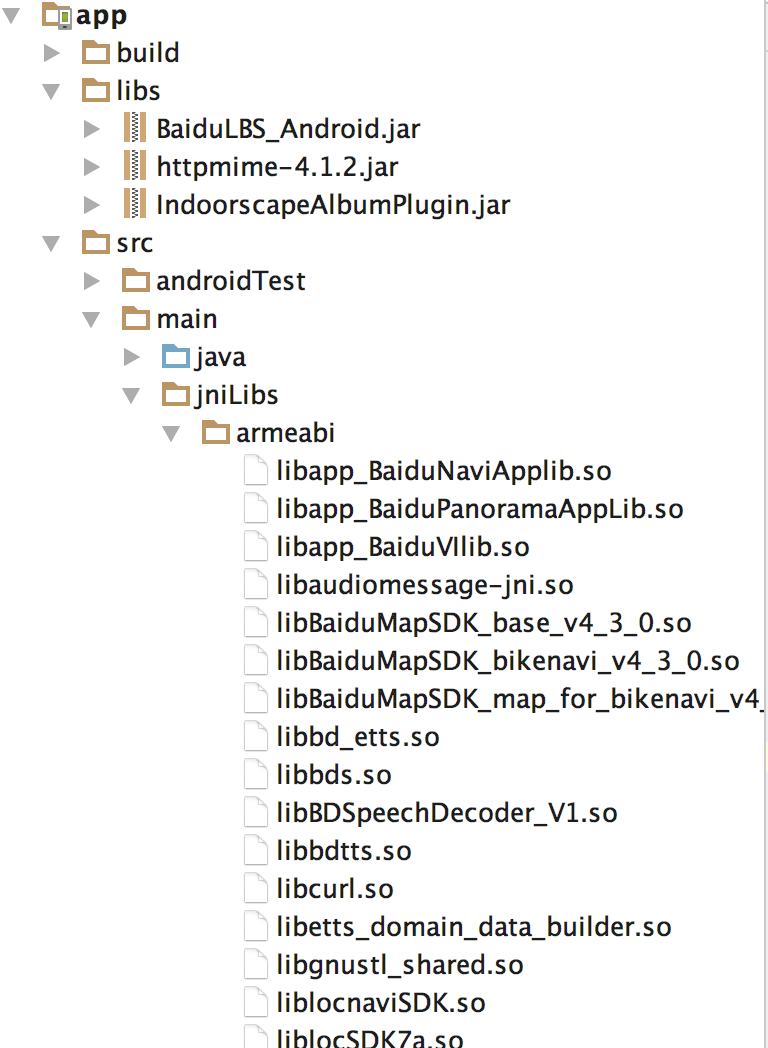 app
build
libs
BaiduLBS_Android.jar
httpmime-4.1.2.jar
IndoorscapeAlbumPlugin.jar
src
androidTest
main
java
jniLibs
armeabi
libapp_BaiduNaviApplib.so
libapp_BaiduPanoramaAppLib.so
libapp_BaiduVIlib.so
libaudiomessage-jni.so
libBaiduMapSDK_base_v4_3_0.so
libBaiduMapSDK_bikenavi_v4_3_0.so
libBaiduMapSDK_map_for_bikenavi_v4_
libbd_etts.so
libbds.so
libBDSpeechDecoder_V1.so
libbdtts.so
libcurl.so
libetts_domain_data_builder.so
libgnustl_shared.so
liblocnaviSDK.so
liblocSDK7a.so